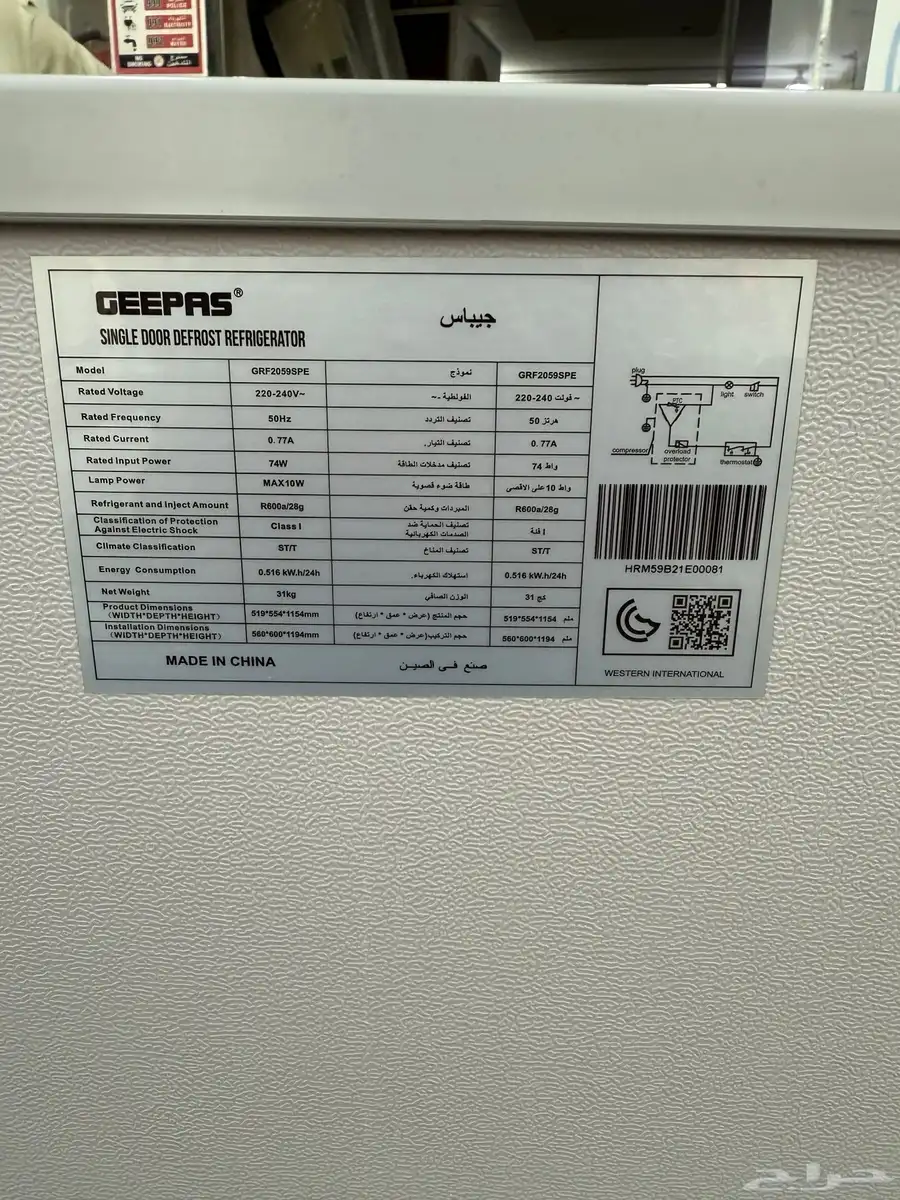 GEEPAS®
SINGLE DOOR DEFROST REFRIGERATOR
جيباس
Model GRF2059SPE نموذج GRF2059SPE
Rated Voltage 220-240V~ الفولطية ~- 220-240 فولت ~
Rated Frequency 50Hz تصنيف التردد 50 هرتز
Rated Current 0.77A تصنيف التيار. 0.77A
Rated Input Power 74W تصنيف مدخلات الطاقة 74 واط
Lamp Power MAX10W طاقة ضوء قصوية واط 10 على الاقصى
Refrigerant and Inject Amount R600a/28g المبردات وكمية حقن R600a/28g
Classification of Protection
Against Electric Shock Class I تصنيف الحماية ضد
الصدمات الكهربائية I فئة
Climate Classification ST/T تصنيف المناخ ST/T
Energy Consumption 0.516 kW.h/24h استهلاك الكهرباء. 0.516 kW.h/24h
Net Weight 31kg الوزن الصافي 31 كج
Product Dimensions
(WIDTH*DEPTH*HEIGHT) 519*554*1154mm حجم المنتج (عرض * عمق * ارتفاع) 519*554*1154 ملم
Installation Dimensions
(WIDTH*DEPTH*HEIGHT) 560*600*1194mm حجم التركيب(عرض * عمق * ارتفاع) 560*600*1194 ملم
MADE IN CHINA صنع في الصين
plug
light
switch
PTC
compressor
overload
protector
thermostat
HRM59B21E00081
WESTERN INTERNATIONAL
حراج